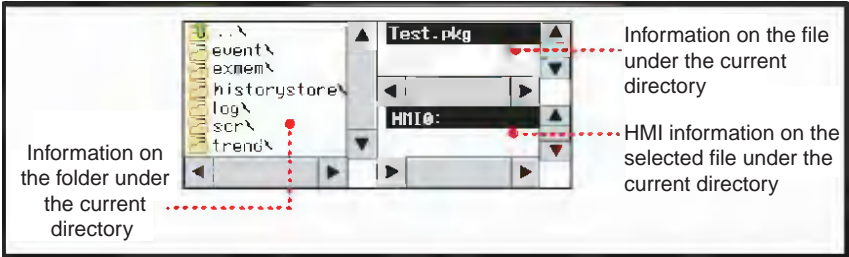 ..\
event\
exmem\
historystore\
log\
scr\
trend\
Test.pkg
HMI0:
Information on the file
under the current
directory
HMI information on the
selected file under the
current directory
Information on
the folder under
the current
directory